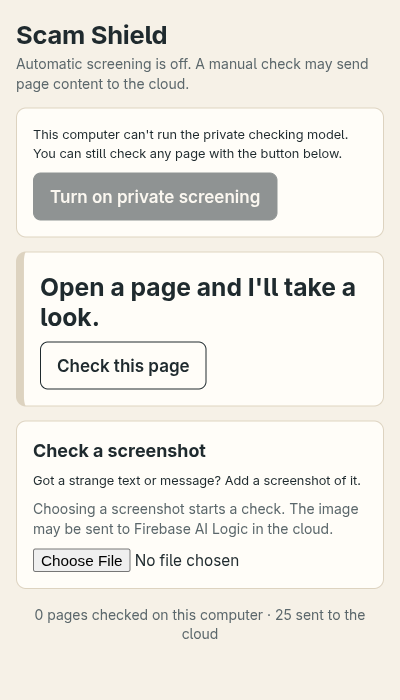 Scam Shield
Automatic screening is off. A manual check may send
page content to the cloud.
This computer can't run the private checking model.
You can still check any page with the button below.
Turn on private screening
Open a page and I'll take a
look.
Check this page
Check a screenshot
Got a strange text or message? Add a screenshot of it.
Choosing a screenshot starts a check. The image
may be sent to Firebase AI Logic in the cloud.
Choose File No file chosen
0 pages checked on this computer · 25 sent to the
cloud